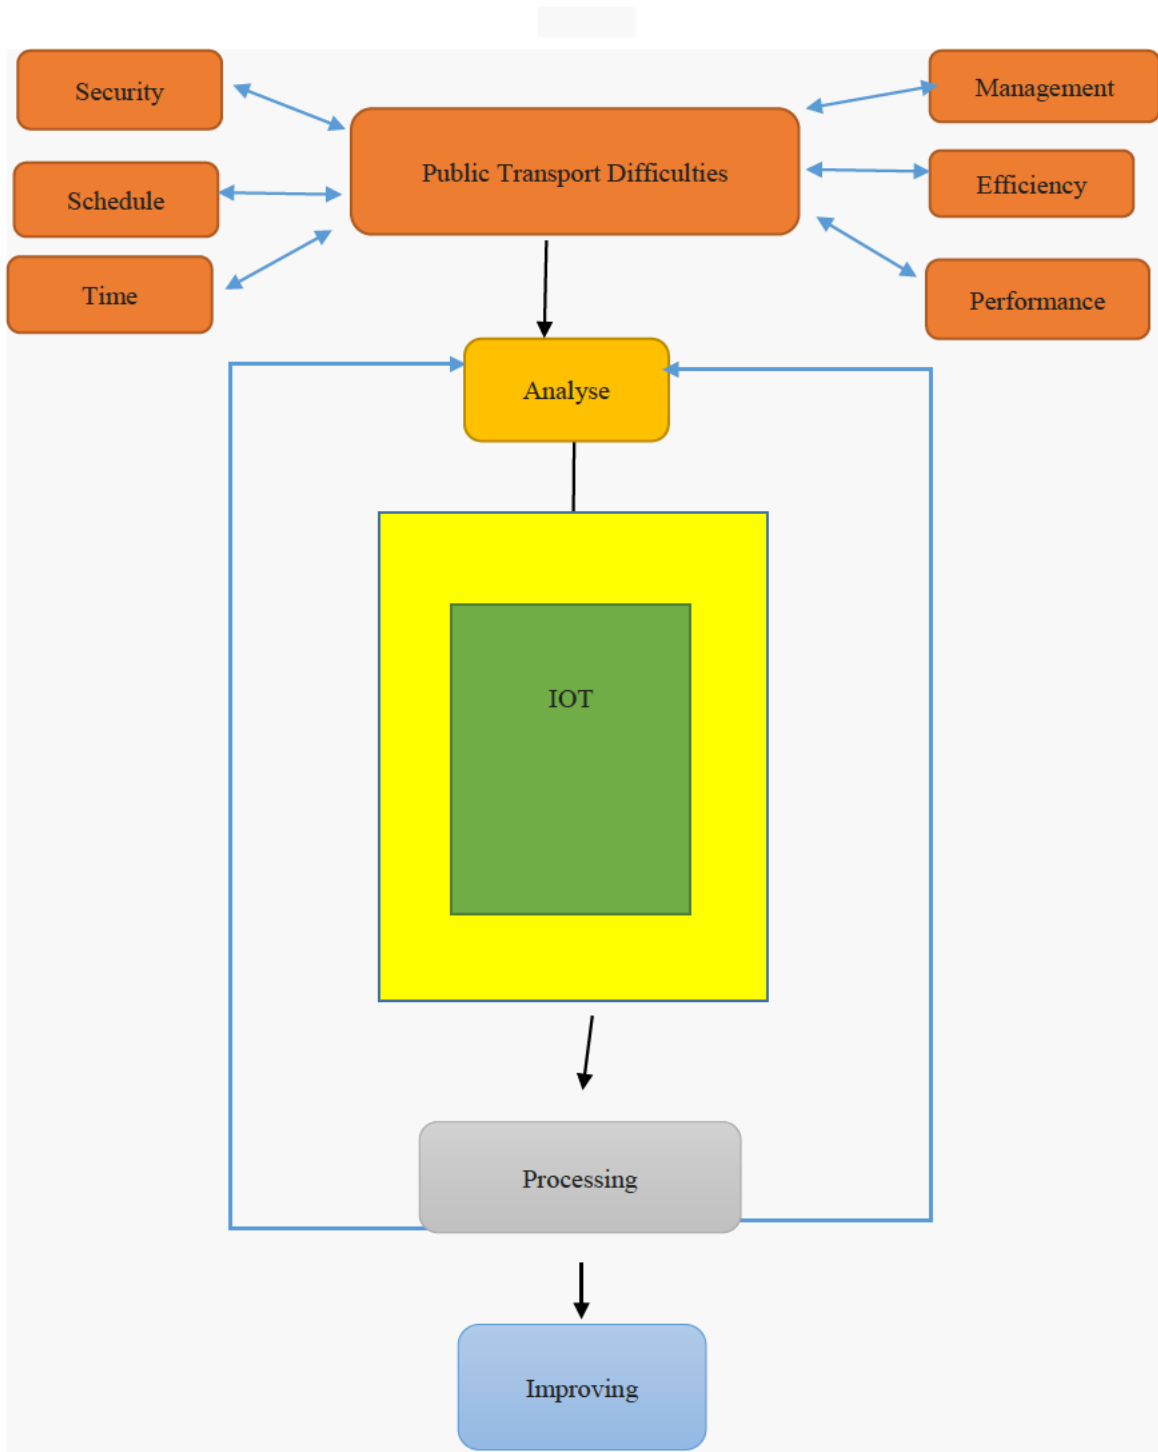 Security
Management
Public Transport Difficulties
Efficiency
Schedule
Time
Performance
Analyse
IOT
Processing
Improving